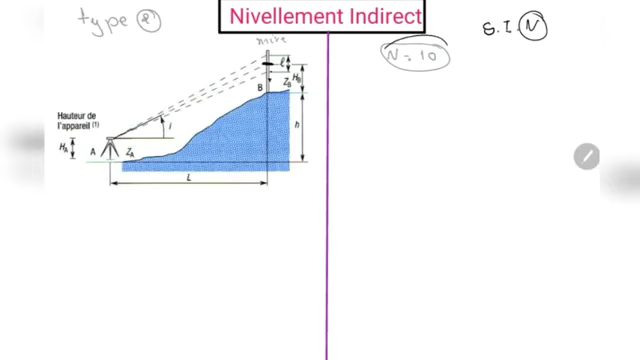 type 2
Nivellement Indirect
S.I. N
N = 10
mire
l
H_B
Z_B
B
Hauteur de
l'appareil (1)
i
h
H_A
A
Z_A
L